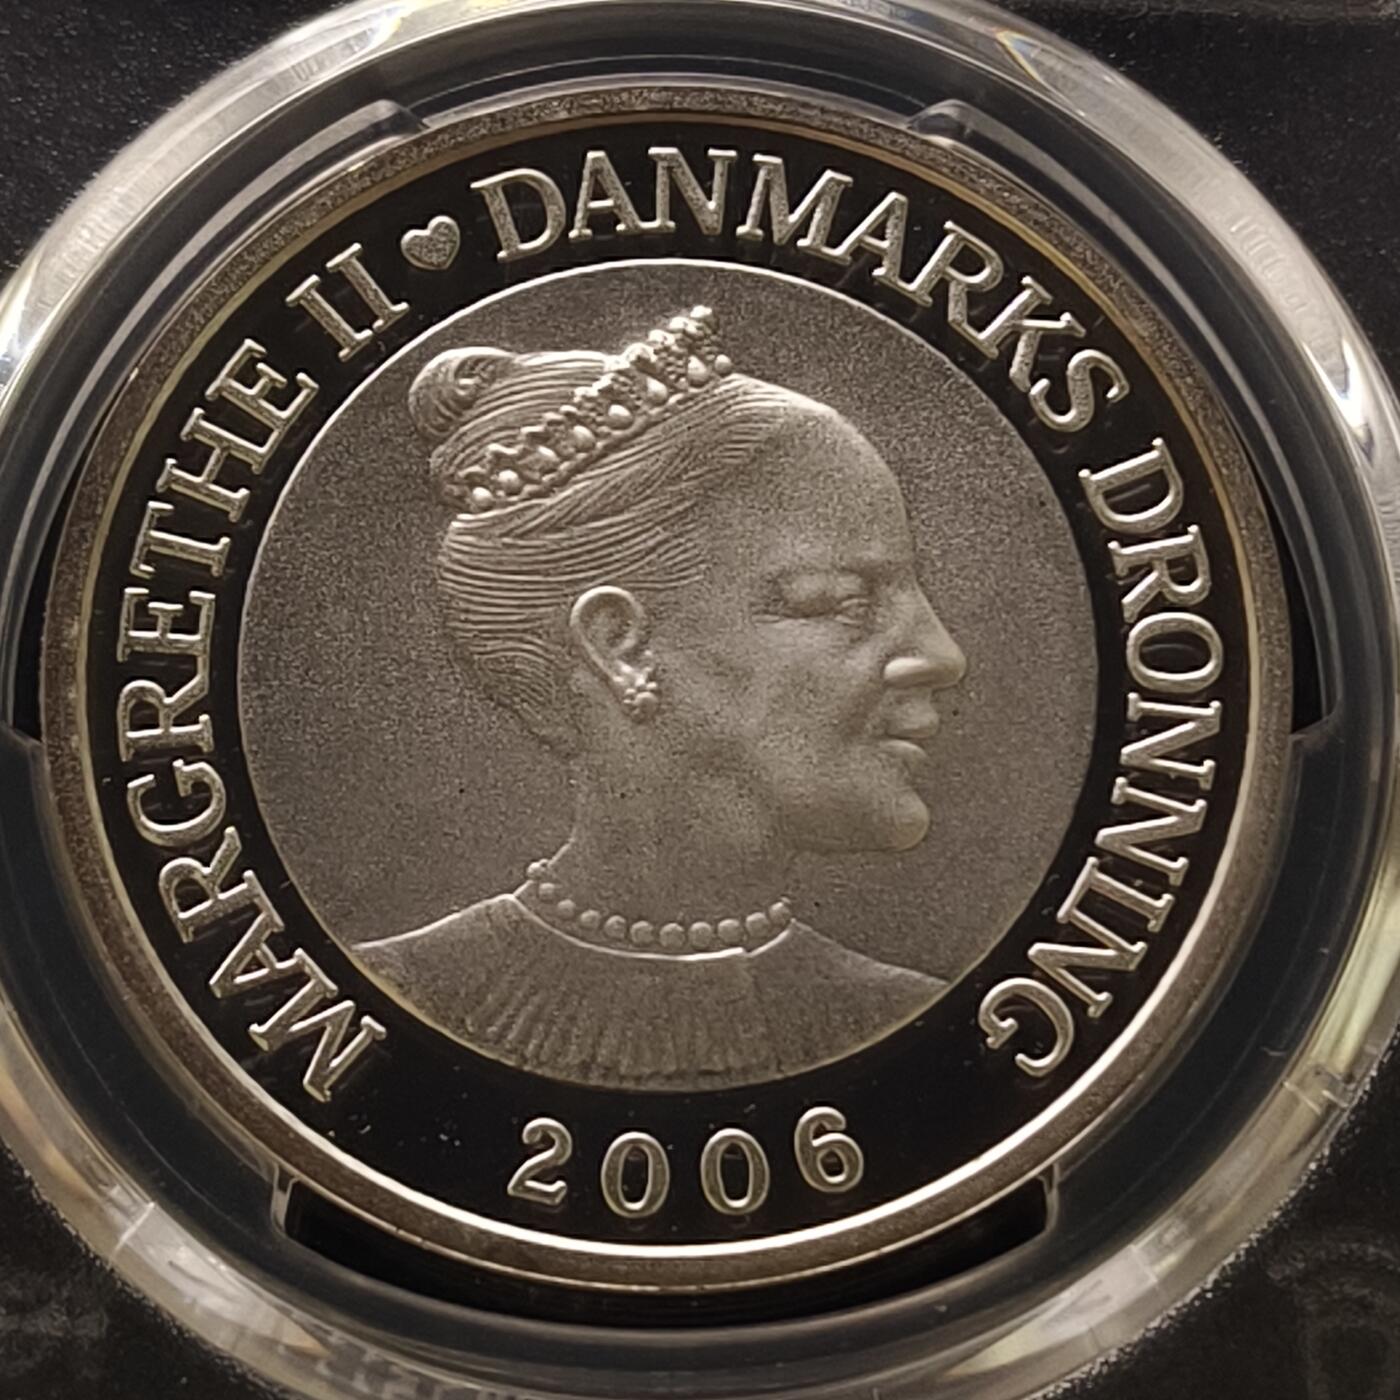 MARGRETHE II ♥ DANMARKS DRONNING
2006